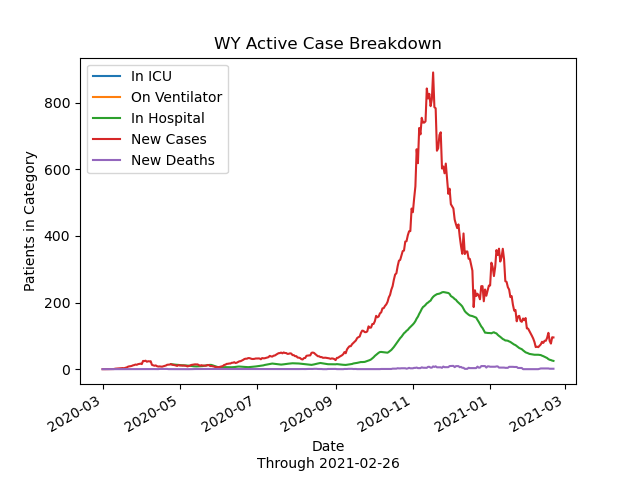 WY Active Case Breakdown
In ICU
On Ventilator
In Hospital
New Cases
New Deaths
Patients in Category
800
600
400
200
0
2020-03
2020-05
2020-07
2020-09
2020-11
2021-01
2021-03
Date
Through 2021-02-26